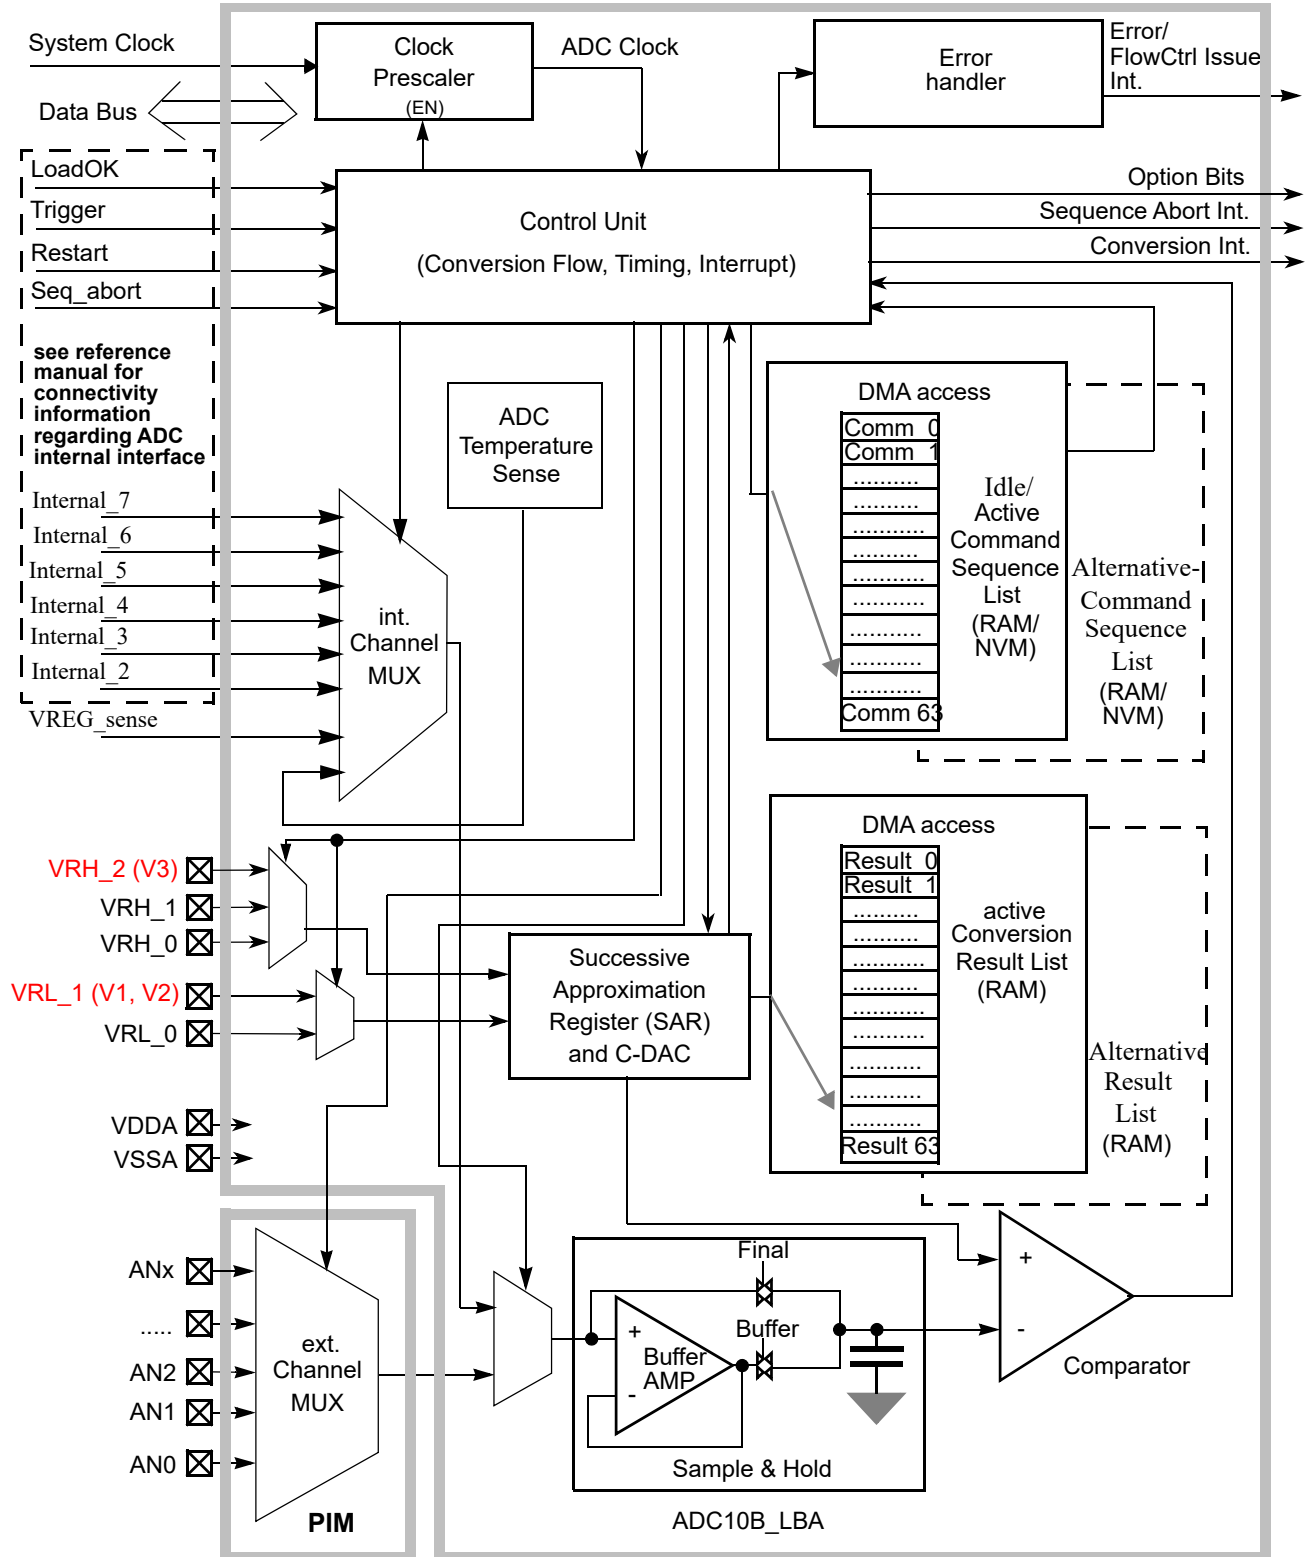 System Clock
Clock
Prescaler
(EN)
ADC Clock
Error
handler
Error/
FlowCtrl Issue
Int.
Data Bus
LoadOK
Trigger
Restart
Seq_abort
Control Unit
(Conversion Flow, Timing, Interrupt)
Option Bits
Sequence Abort Int.
Conversion Int.
see reference
manual for
connectivity
information
regarding ADC
internal interface
ADC
Temperature
Sense
Internal_7
Internal_6
Internal_5
Internal_4
Internal_3
Internal_2
VREG_sense
int.
Channel
MUX
DMA access
Comm 0
Comm 1
..........
..........
...........
..........
...........
...........
...........
...........
...........
Comm 63
Idle/
Active
Command
Sequence
List
(RAM/
NVM)
Alternative-
Command
Sequence
List
(RAM/
NVM)
VRH_2 (V3)
VRH_1
VRH_0
VRL_1 (V1, V2)
VRL_0
VDDA
VSSA
Successive
Approximation
Register (SAR)
and C-DAC
DMA access
Result 0
Result 1
..........
..........
...........
..........
...........
...........
...........
...........
...........
Result 63
active
Conversion
Result List
(RAM)
Alternative
Result
List
(RAM)
ANx
.....
AN2
AN1
AN0
ext.
Channel
MUX
PIM
Final
Buffer
+
Buffer
AMP
-
Sample & Hold
+
-
Comparator
ADC10B_LBA